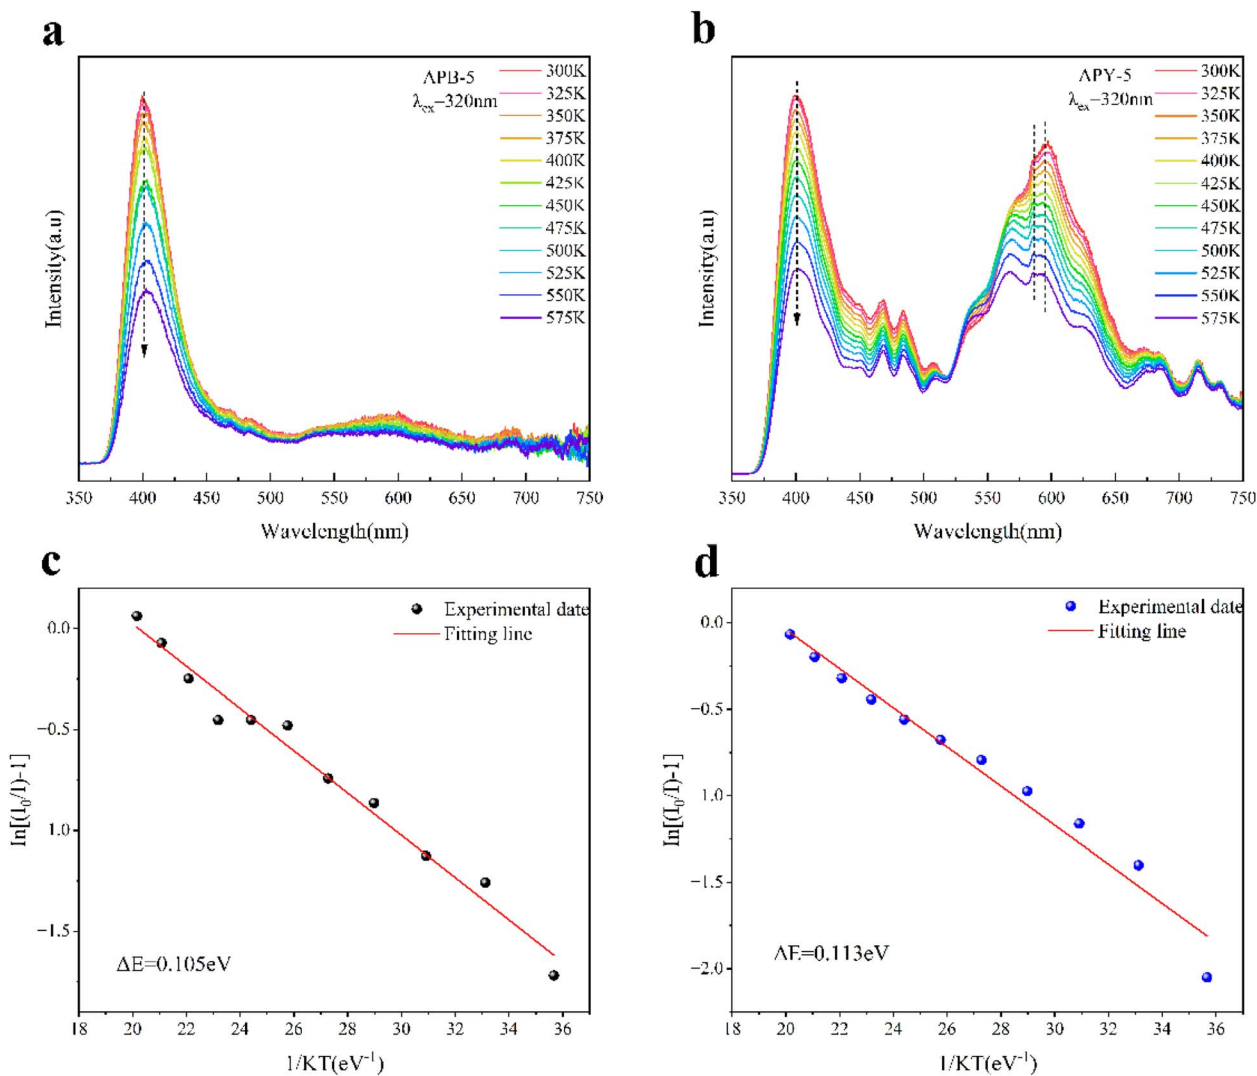 a
APB-5
λex=320nm
300K
325K
350K
375K
400K
425K
450K
475K
500K
525K
550K
575K
Intensity(a.u)
350 400 450 500 550 600 650 700 750
Wavelength(nm)
b
APY-5
λex=320nm
300K
325K
350K
375K
400K
425K
450K
475K
500K
525K
550K
575K
Intensity(a.u)
350 400 450 500 550 600 650 700 750
Wavelength(nm)
c
Experimental date
Fitting line
0.0
−0.5
1.0
−1.5
ln[(I0/I)-1]
ΔE=0.105eV
18 20 22 24 26 28 30 32 34 36
1/KT(eV-1)
d
Experimental date
Fitting line
0.0
−0.5
1.0
−1.5
−2.0
ln[(I0/I)-1]
ΔE=0.113eV
18 20 22 24 26 28 30 32 34 36
1/KT(eV-1)